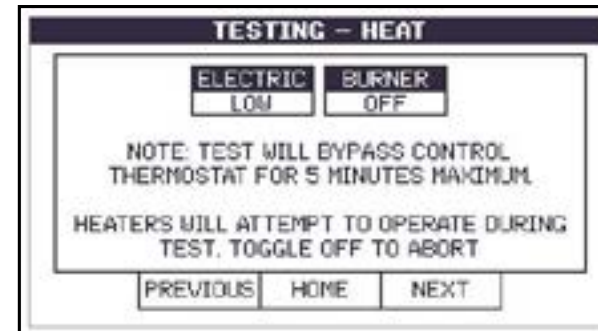 TESTING – HEAT
ELECTRIC BURNER
LOW OFF
NOTE: TEST WILL BYPASS CONTROL
THERMOSTAT FOR 5 MINUTES MAXIMUM.
HEATERS WILL ATTEMPT TO OPERATE DURING
TEST. TOGGLE OFF TO ABORT
PREVIOUS HOME NEXT